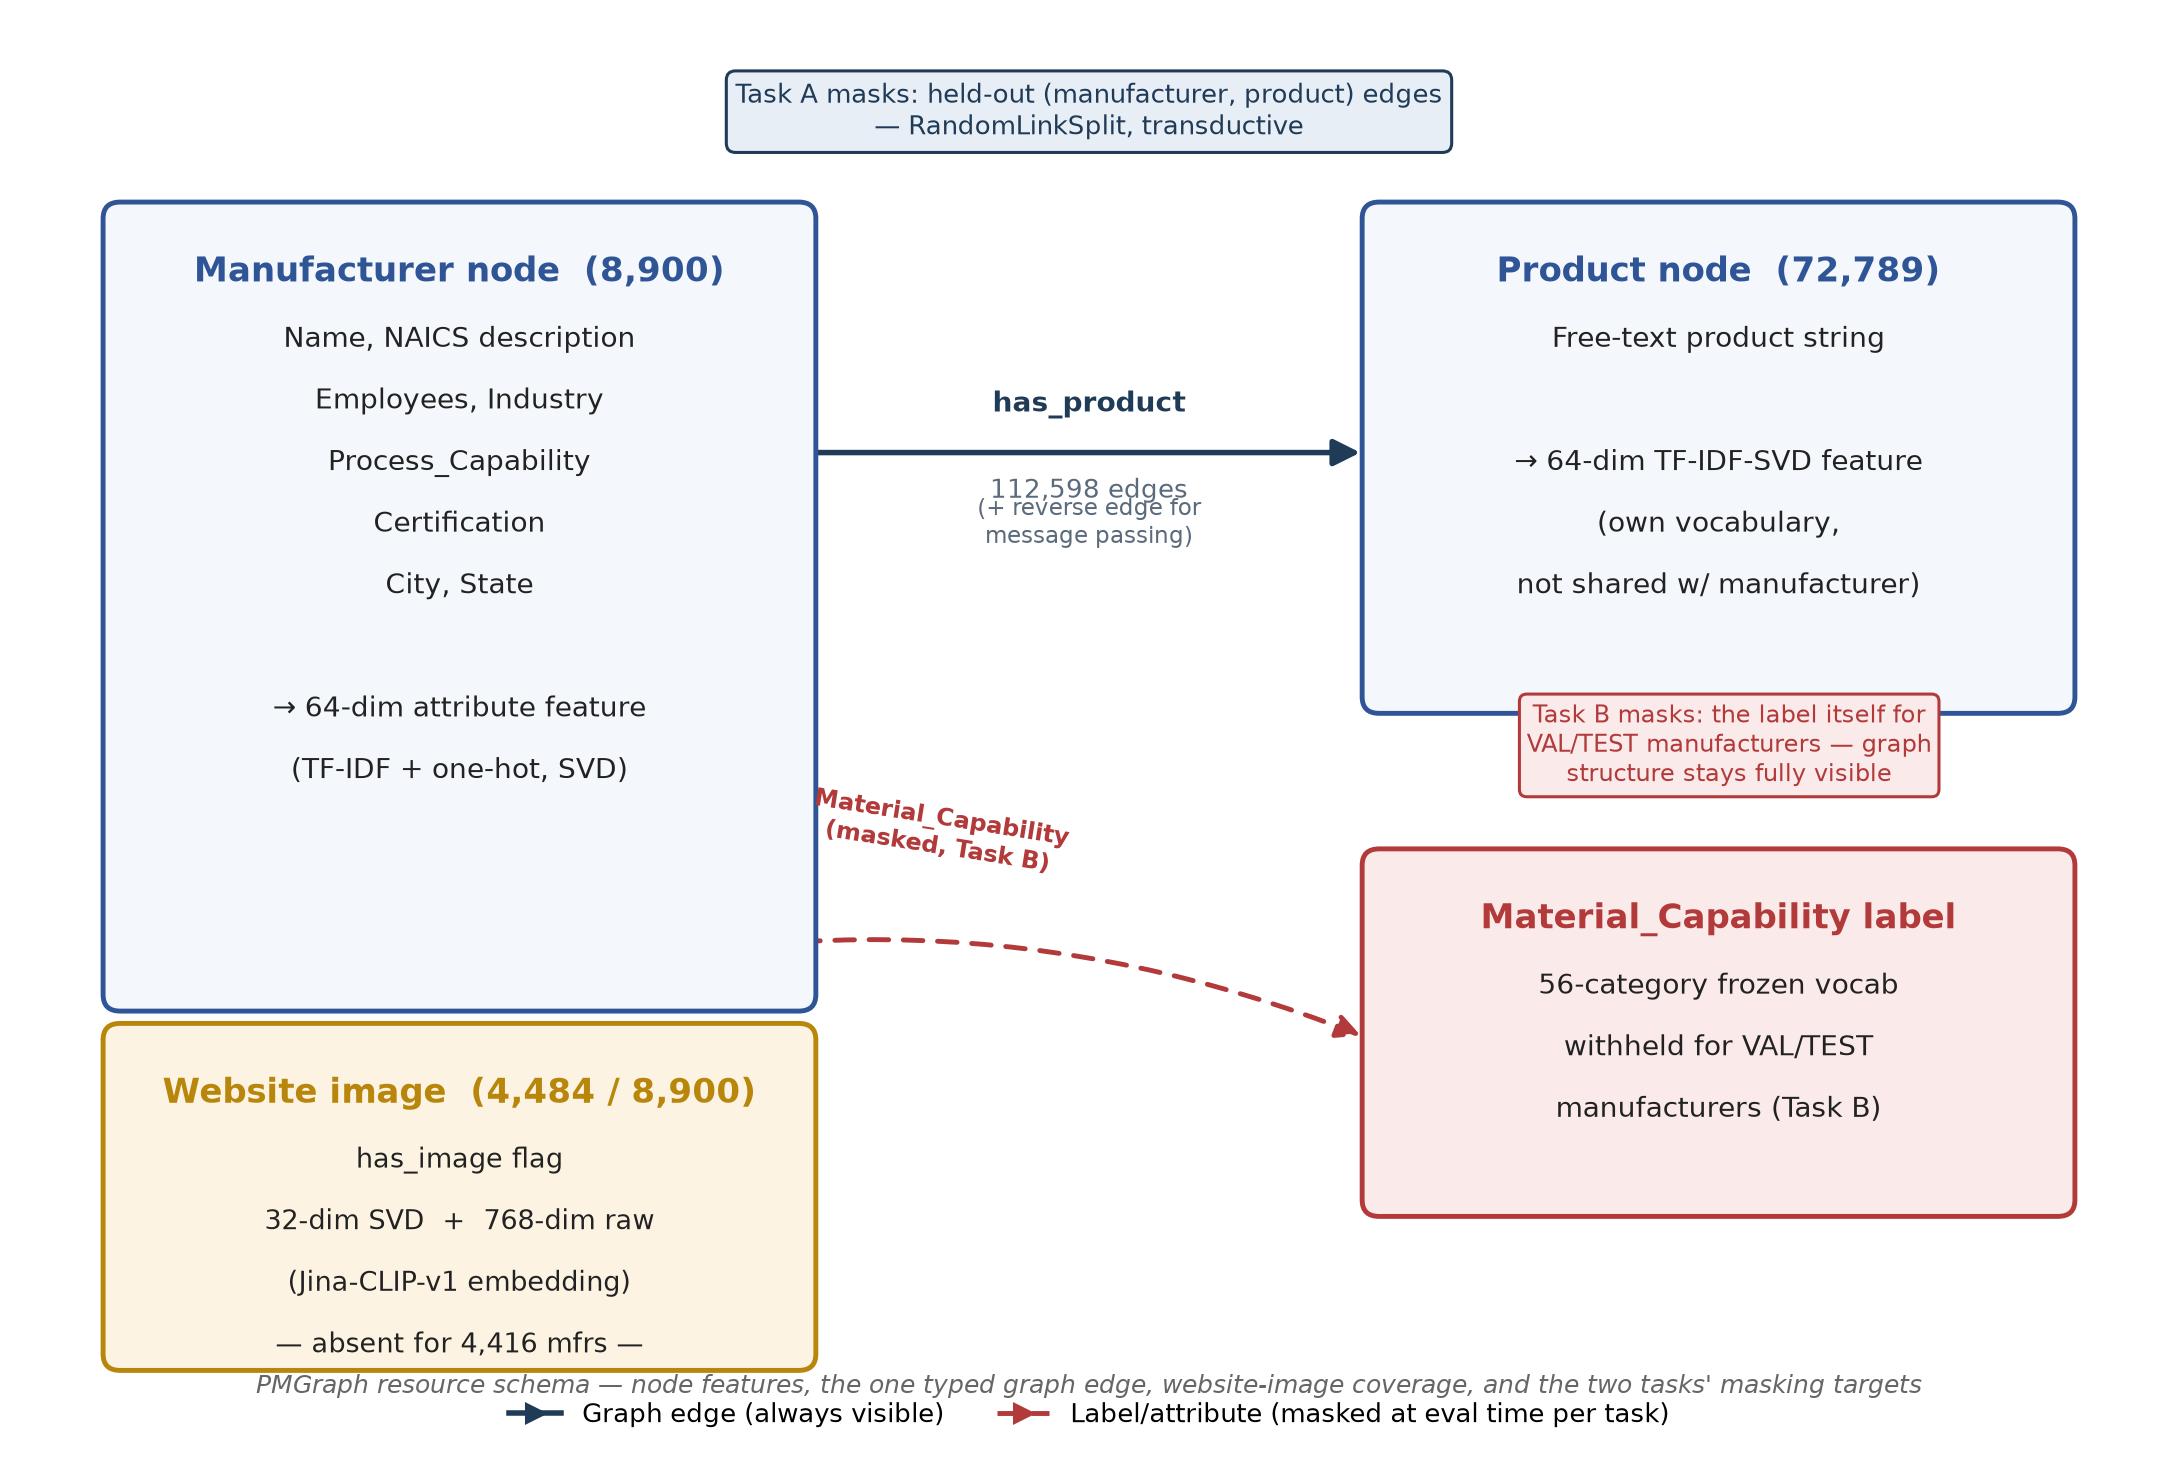 Task A masks: held-out (manufacturer, product) edges
— RandomLinkSplit, transductive
Manufacturer node (8,900)
Name, NAICS description
Employees, Industry
Process_Capability
Certification
City, State
→ 64-dim attribute feature
(TF-IDF + one-hot, SVD)
has_product
112,598 edges
(+ reverse edge for
message passing)
Product node (72,789)
Free-text product string
→ 64-dim TF-IDF-SVD feature
(own vocabulary,
not shared w/ manufacturer)
Task B masks: the label itself for
VAL/TEST manufacturers — graph
structure stays fully visible
Material_Capability
(masked, Task B)
Material_Capability label
56-category frozen vocab
withheld for VAL/TEST
manufacturers (Task B)
Website image (4,484 / 8,900)
has_image flag
32-dim SVD + 768-dim raw
(Jina-CLIP-v1 embedding)
— absent for 4,416 mfrs —
PMGraph resource schema — node features, the one typed graph edge, website-image coverage, and the two tasks' masking targets
Graph edge (always visible)
Label/attribute (masked at eval time per task)